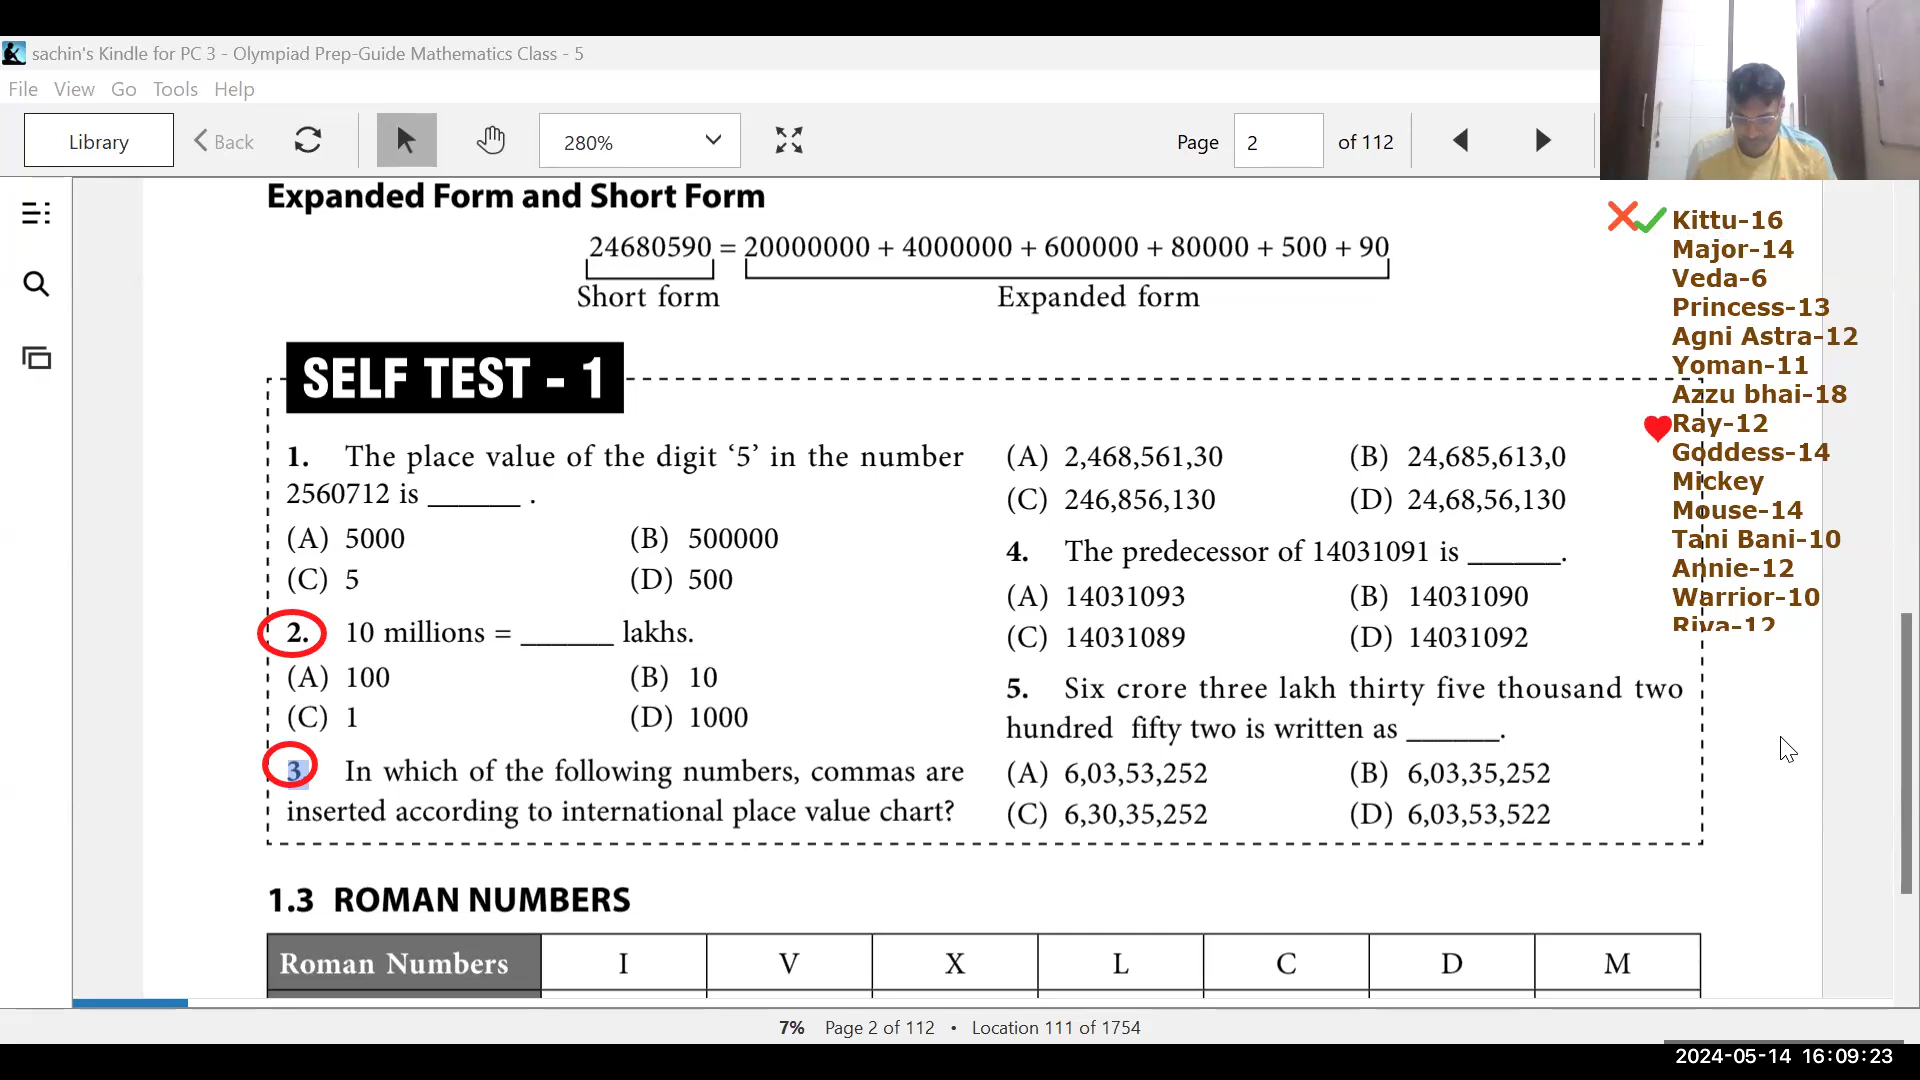 sachin's Kindle for PC 3 - Olympiad Prep-Guide Mathematics Class - 5
File View Go Tools Help
Library Back 280% Page 2 of 112
Expanded Form and Short Form
24680590 = 20000000 + 4000000 + 600000 + 80000 + 500 + 90
Short form Expanded form
SELF TEST - 1
1. The place value of the digit ‘5’ in the number
2560712 is ______ .
(A) 5000 (B) 500000
(C) 5 (D) 500
2. 10 millions = ______ lakhs.
(A) 100 (B) 10
(C) 1 (D) 1000
3. In which of the following numbers, commas are
inserted according to international place value chart?
(A) 2,468,561,30 (B) 24,685,613,0
(C) 246,856,130 (D) 24,68,56,130
4. The predecessor of 14031091 is ______.
(A) 14031093 (B) 14031090
(C) 14031089 (D) 14031092
5. Six crore three lakh thirty five thousand two
hundred fifty two is written as ______.
(A) 6,03,53,252 (B) 6,03,35,252
(C) 6,30,35,252 (D) 6,03,53,522
1.3 ROMAN NUMBERS
Roman Numbers I V X L C D M
Kittu-16
Major-14
Veda-6
Princess-13
Agni Astra-12
Yoman-11
Azzu bhai-18
Ray-12
Goddess-14
Mickey
Mouse-14
Tani Bani-10
Annie-12
Warrior-10
Riya-12
7% Page 2 of 112 • Location 111 of 1754
2024-05-14 16:09:23